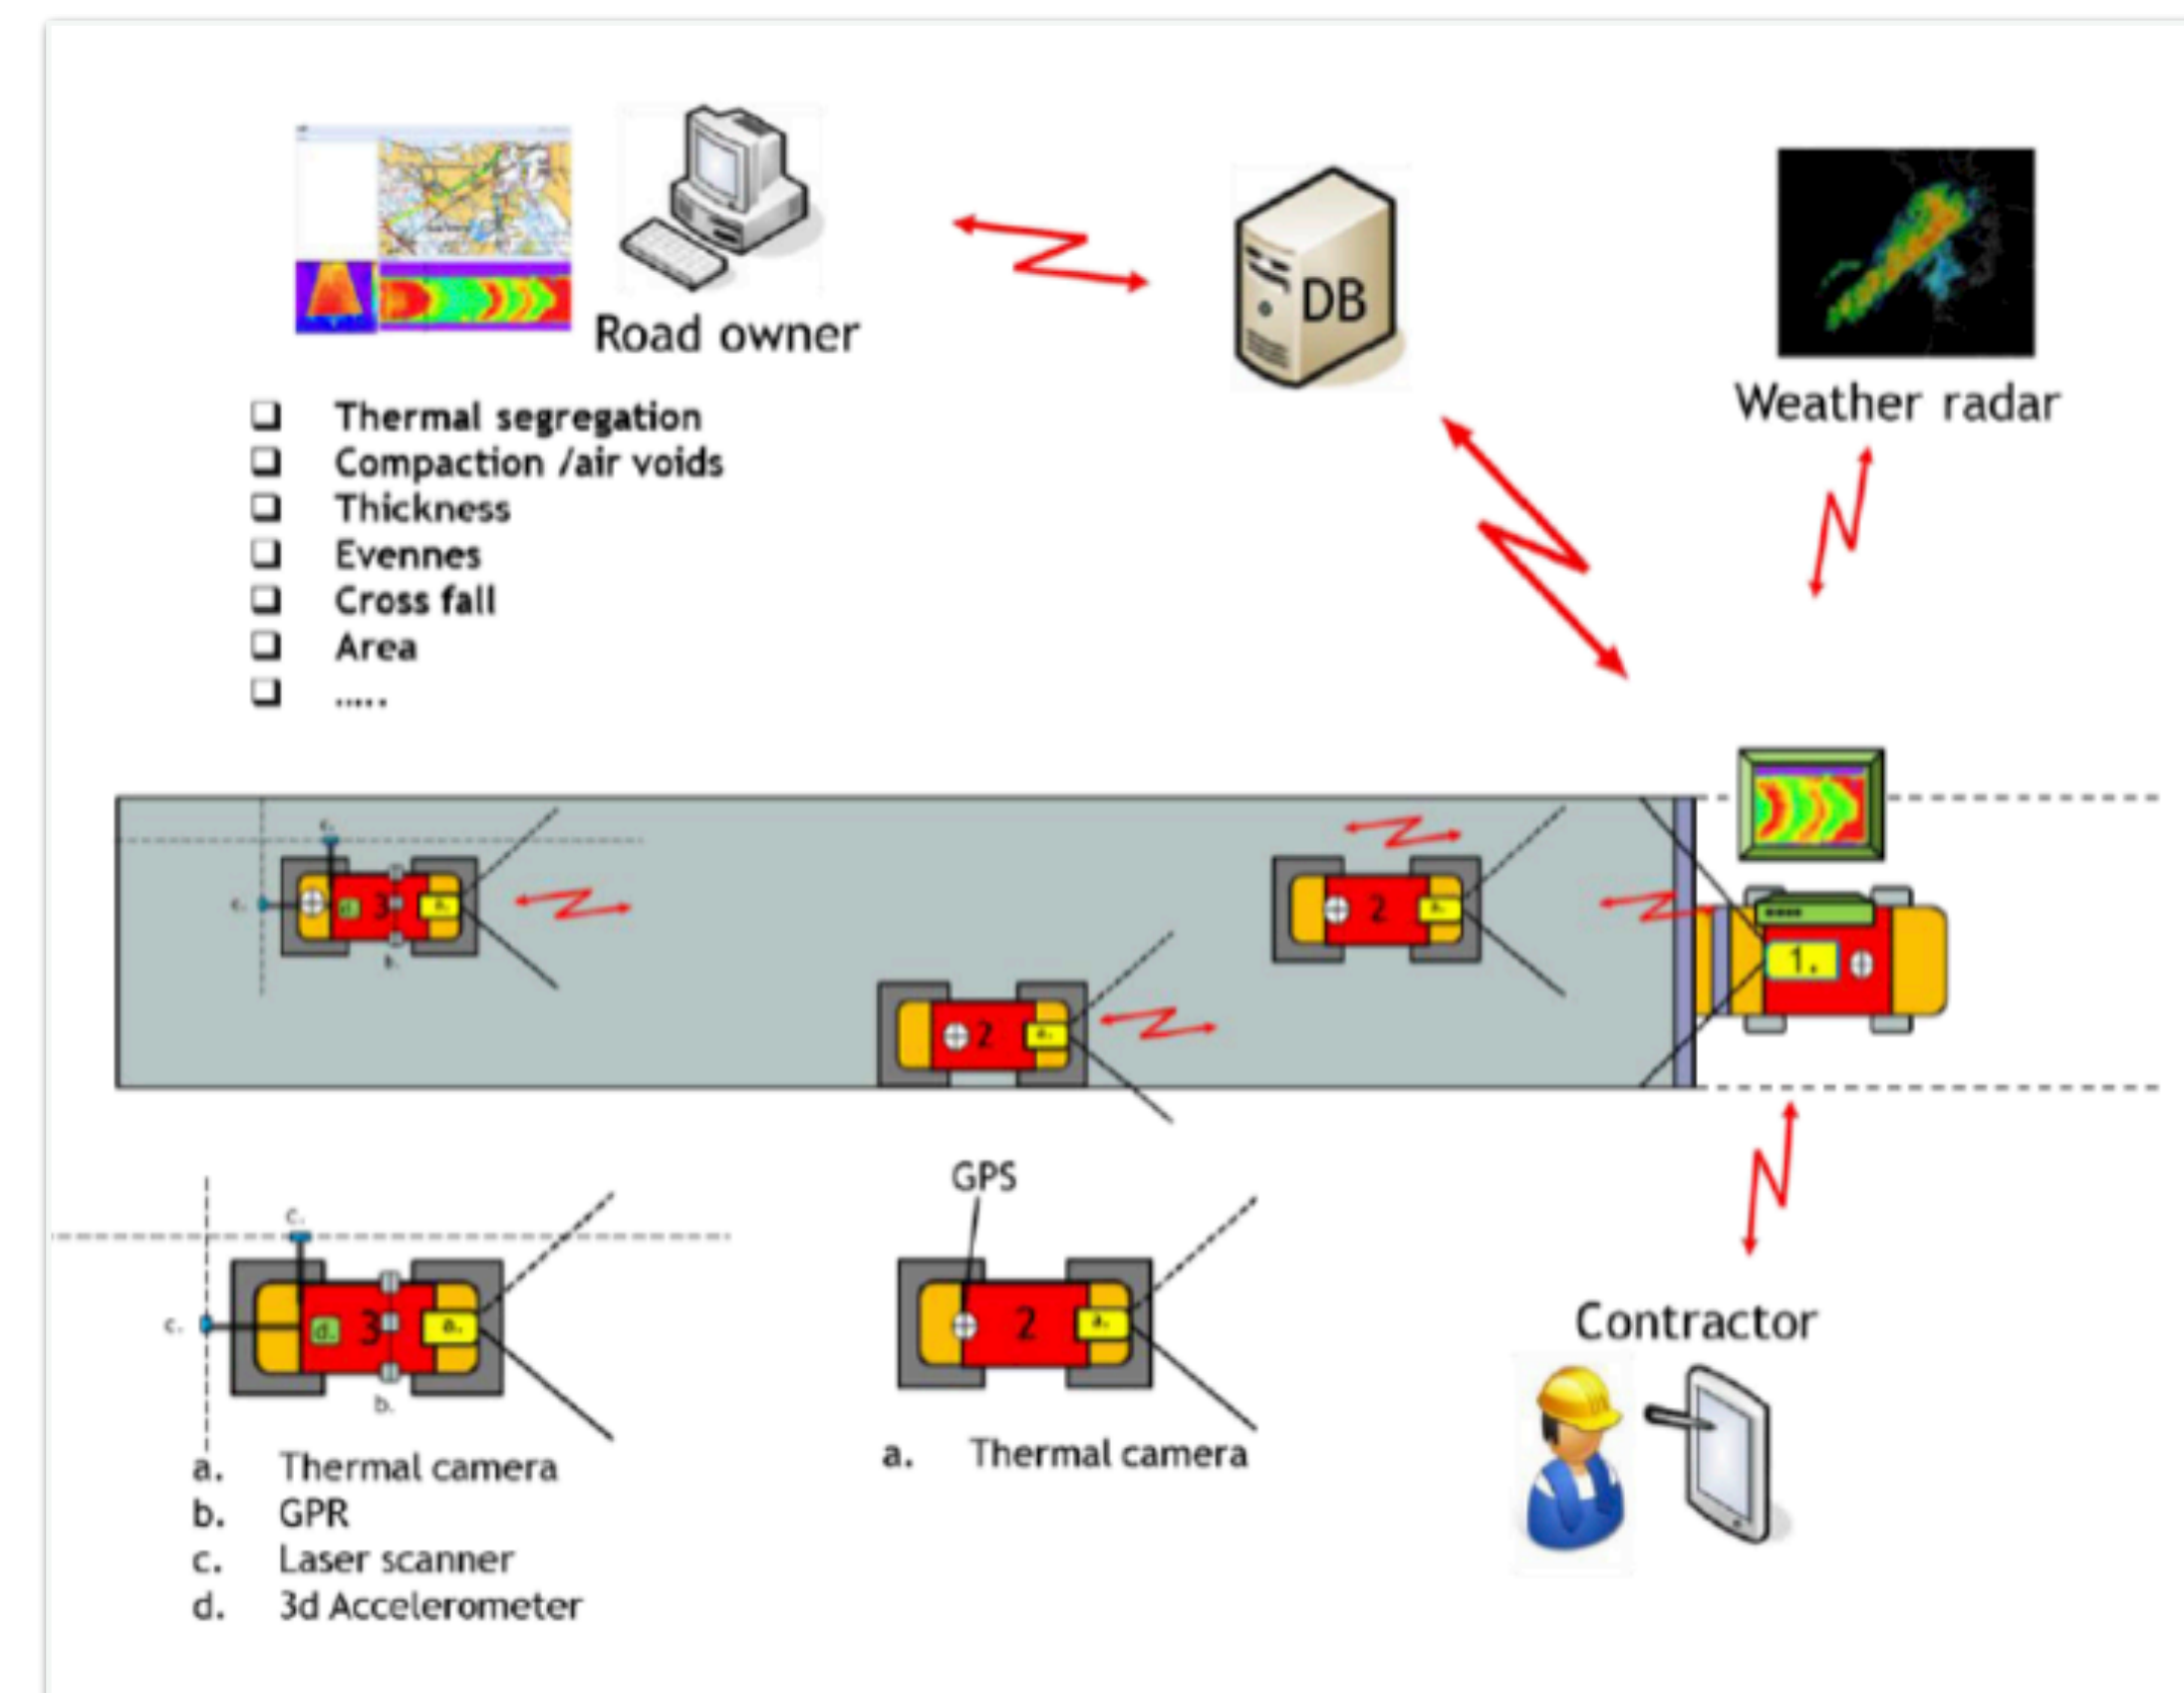 Road owner
DB
Weather radar
Thermal segregation
Compaction /air voids
Thickness
Evennes
Cross fall
Area
.....
c.
c.
d.
3
a.
b.
2
a.
2
a.
1.
GPS
c.
c.
d.
3
a.
b.
2
a.
a. Thermal camera
b. GPR
c. Laser scanner
d. 3d Accelerometer
a. Thermal camera
Contractor